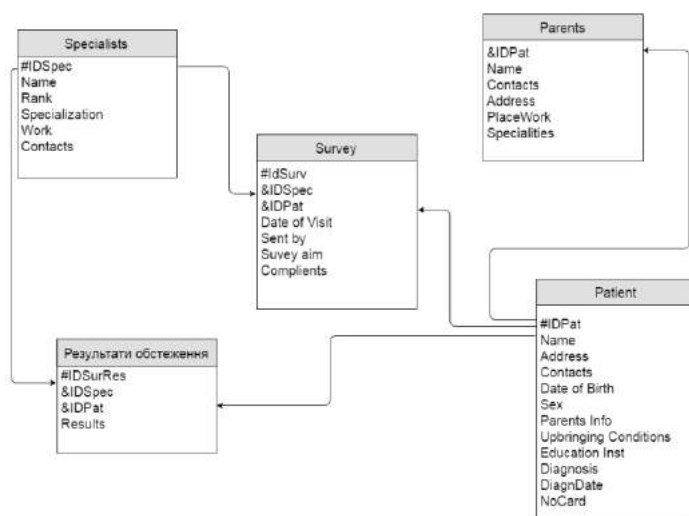 Specialists
#IDSpec
Name
Rank
Specialization
Work
Contacts
Parents
&IDPat
Name
Contacts
Address
PlaceWork
Specialities
Survey
#IdSurv
&IDSpec
&IDPat
Date of Visit
Sent by
Suvey aim
Complients
Patient
#IDPat
Name
Address
Contacts
Date of Birth
Sex
Parents Info
Upbringing Conditions
Education Inst
Diagnosis
DiagnDate
NoCard
Результати обстеження
#IDSurRes
&IDSpec
&IDPat
Results